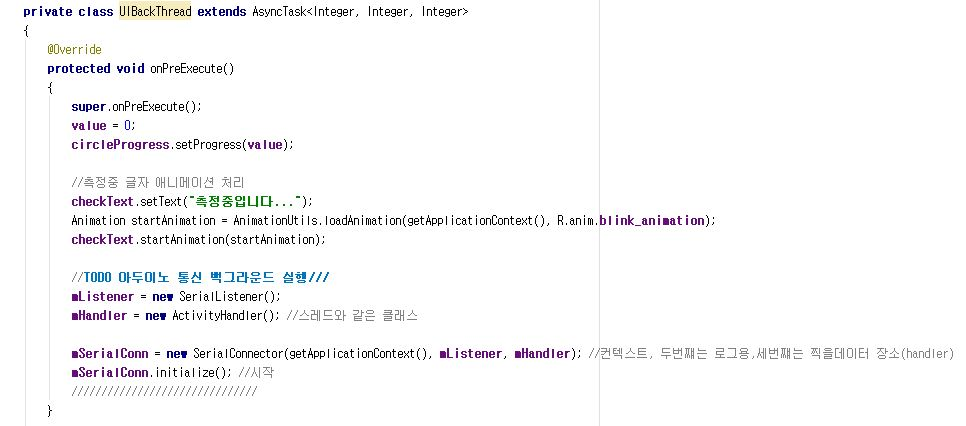 private class UIBackThread extends AsyncTask<Integer, Integer, Integer>
{
@Override
protected void onPreExecute()
{
super.onPreExecute();
value = 0;
circleProgress.setProgress(value);
//측정중 글자 애니메이션 처리
checkText.setText("측정중입니다...");
Animation startAnimation = AnimationUtils.loadAnimation(getApplicationContext(), R.anim.blink_animation);
checkText.startAnimation(startAnimation);
//TODO 아두이노 통신 백그라운드 실행///
mListener = new SerialListener();
mHandler = new ActivityHandler(); //스레드와 같은 클래스
mSerialConn = new SerialConnector(getApplicationContext(), mListener, mHandler); //컨텍스트, 두번째는 로그용,세번째는 찍을데이터 장소(handler)
mSerialConn.initialize(); //시작
///////////////////////////////
}